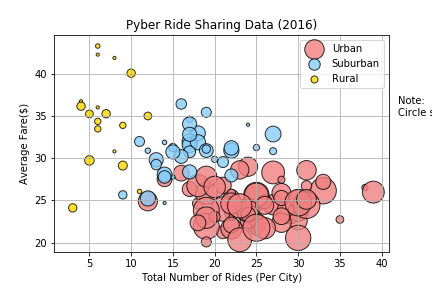 Pyber Ride Sharing Data (2016)
Urban
Suburban
Rural
Note:
Circle s
Average Fare($)
40
35
30
25
20
5 10 15 20 25 30 35 40
Total Number of Rides (Per City)